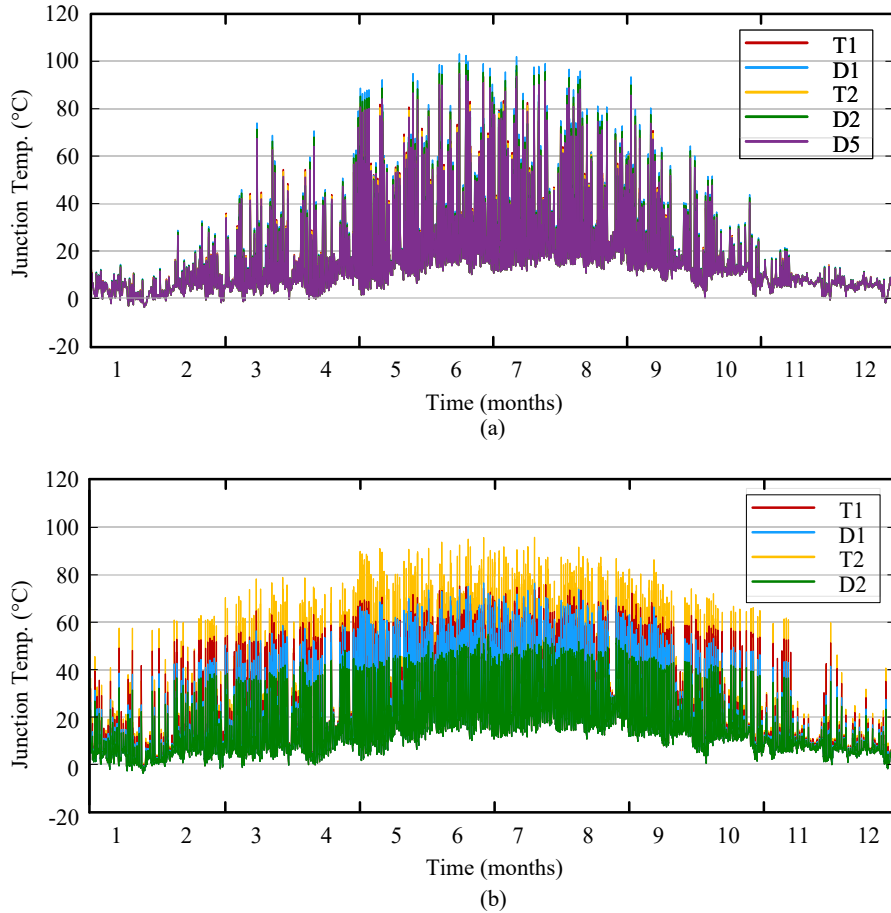 120
100
80
60
40
20
0
-20
Junction Temp. (°C)
T1
D1
T2
D2
D5
1 2 3 4 5 6 7 8 9 10 11 12
Time (months)
(a)
120
100
80
60
40
20
0
-20
Junction Temp. (°C)
T1
D1
T2
D2
1 2 3 4 5 6 7 8 9 10 11 12
Time (months)
(b)